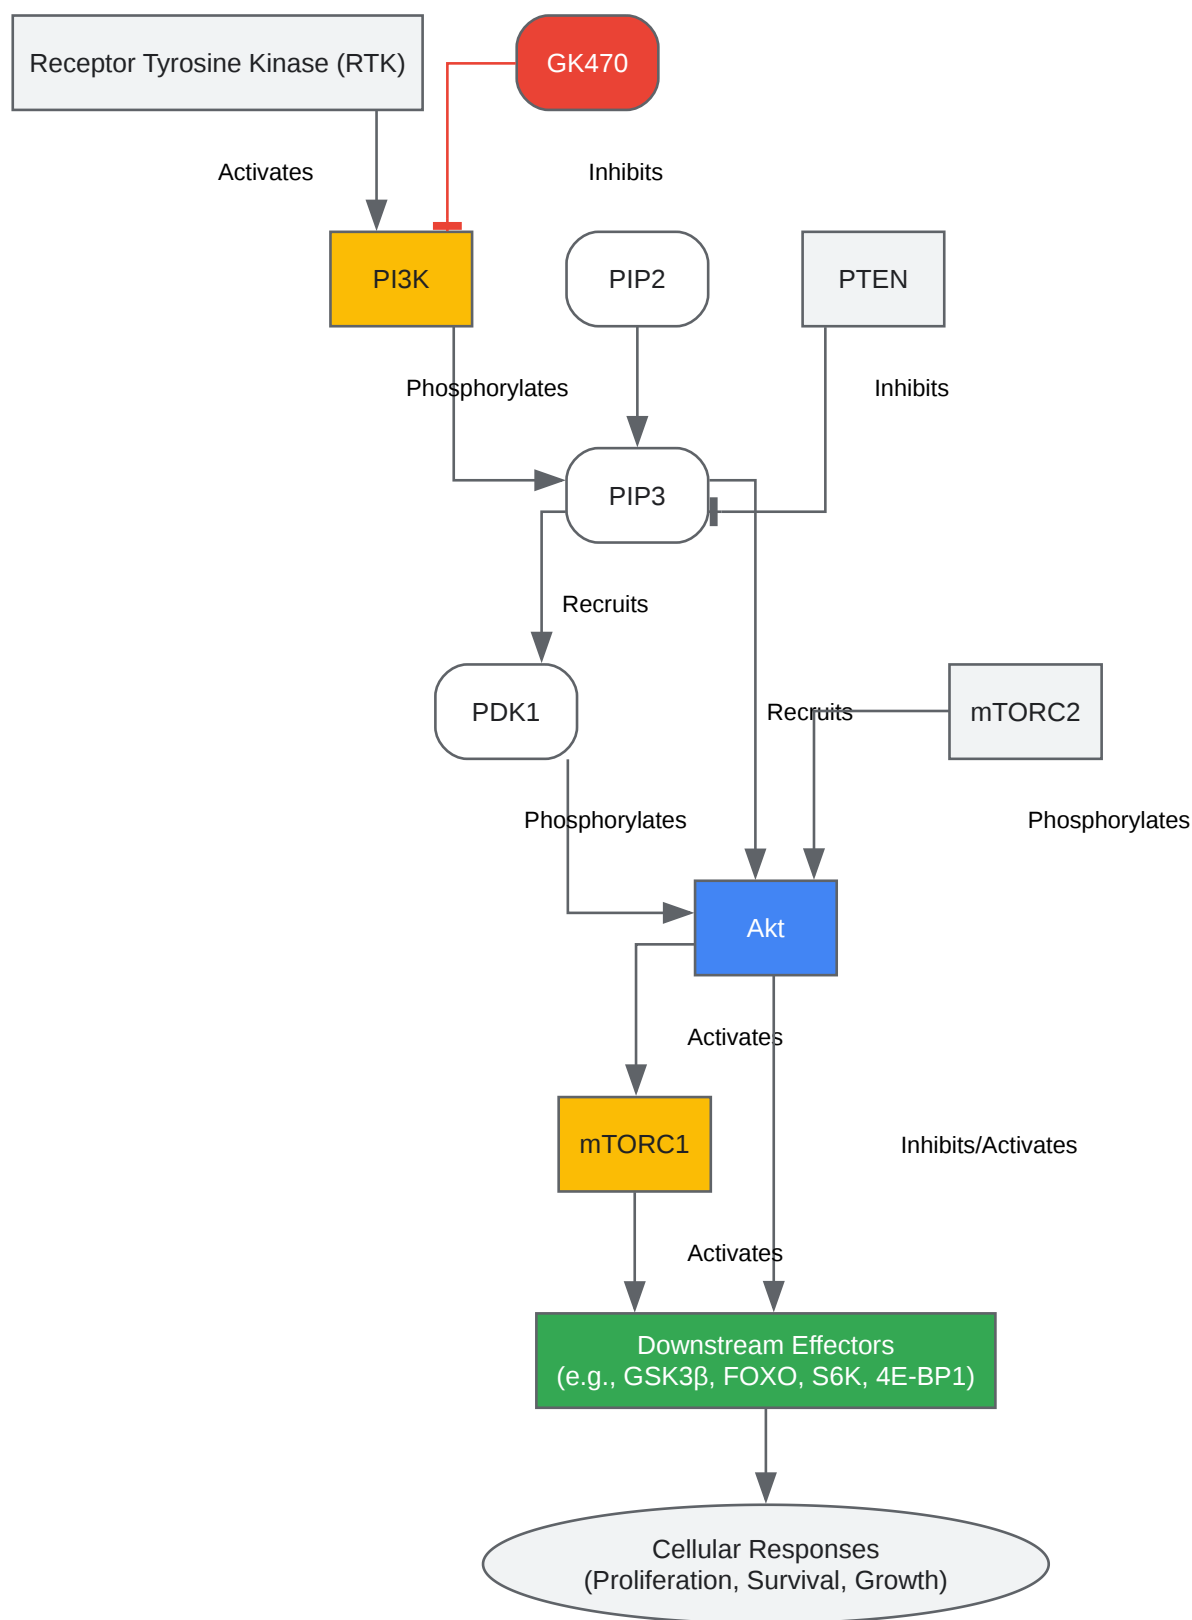 Receptor Tyrosine Kinase (RTK)
GK470
Activates
Inhibits
PI3K
PIP2
PTEN
Phosphorylates
Inhibits
PIP3
Recruits
PDK1
Recruits
mTORC2
Phosphorylates
Phosphorylates
Akt
Activates
mTORC1
Inhibits/Activates
Activates
Downstream Effectors
(e.g., GSK3β, FOXO, S6K, 4E-BP1)
Cellular Responses
(Proliferation, Survival, Growth)